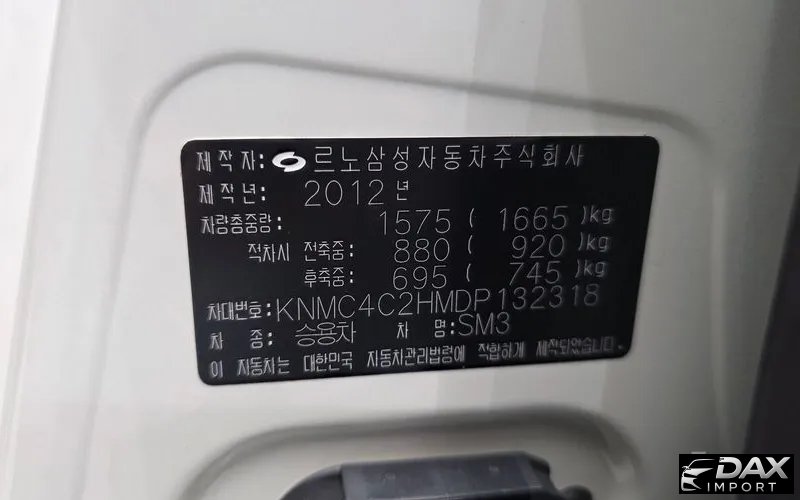 제작자: 르노삼성자동차주식회사
제작년: 2012년
차량총중량: 1575 ( 1665 )kg
적차시 전축중: 880 ( 920 )kg
후축중: 695 ( 745 )kg
차대번호: KNMC4C2HMDP132318
차 종: 승용차 차 명: SM3
이 자동차는 대한민국 자동차관리법령에 적합하게 제작되었습니다.
DAX
IMPORT